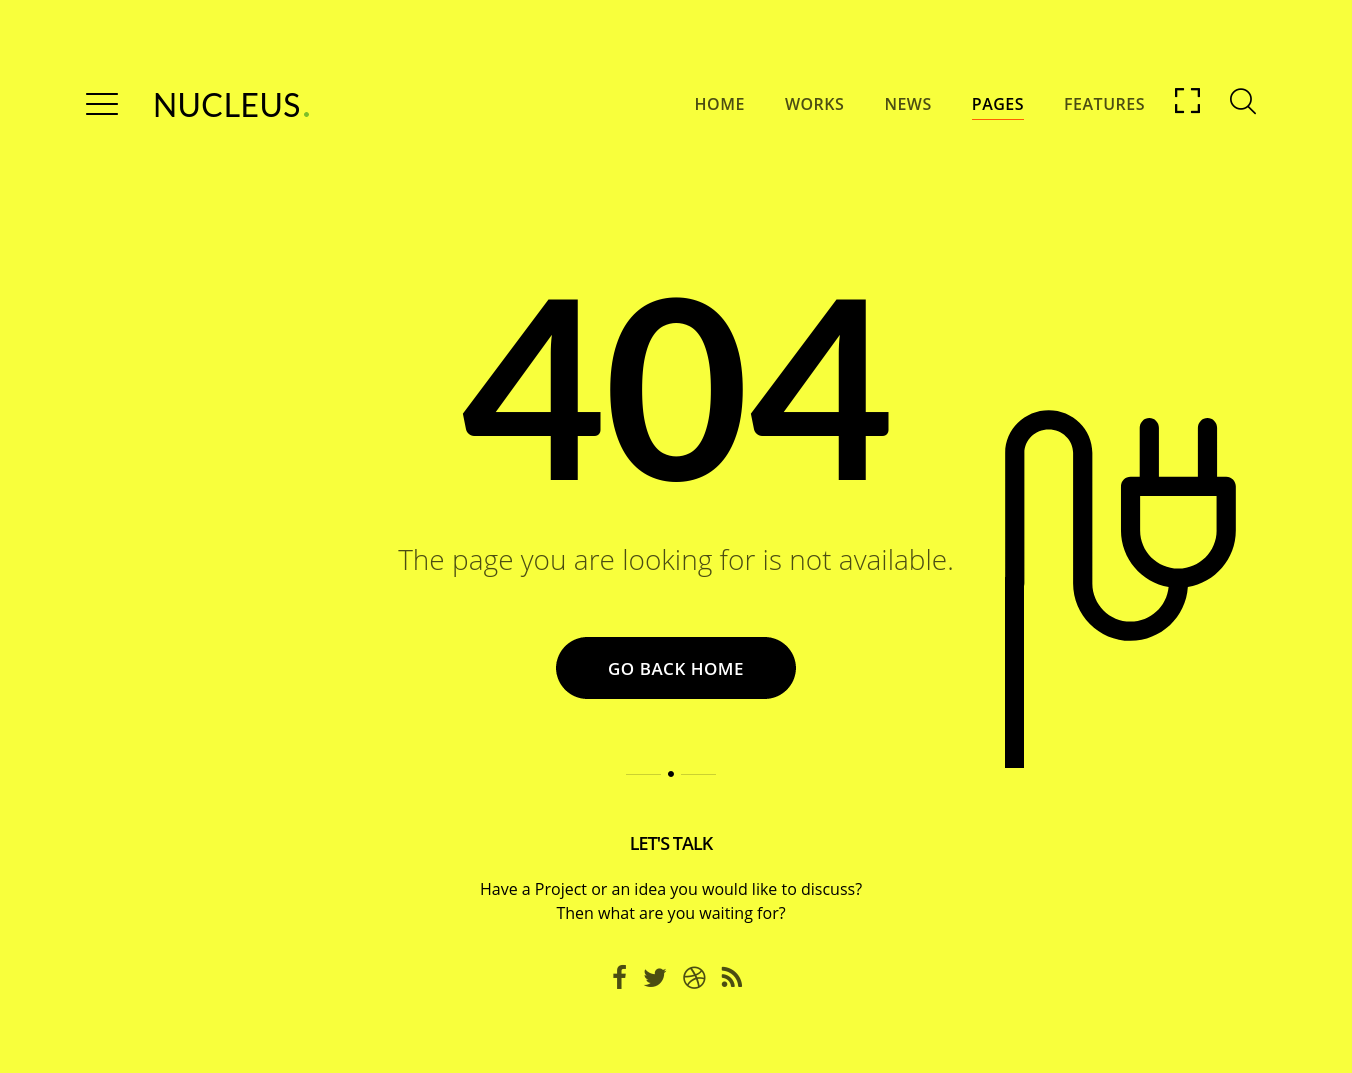 NUCLEUS.
HOME WORKS NEWS PAGES FEATURES
404
The page you are looking for is not available.
GO BACK HOME
LET'S TALK
Have a Project or an idea you would like to discuss?
Then what are you waiting for?